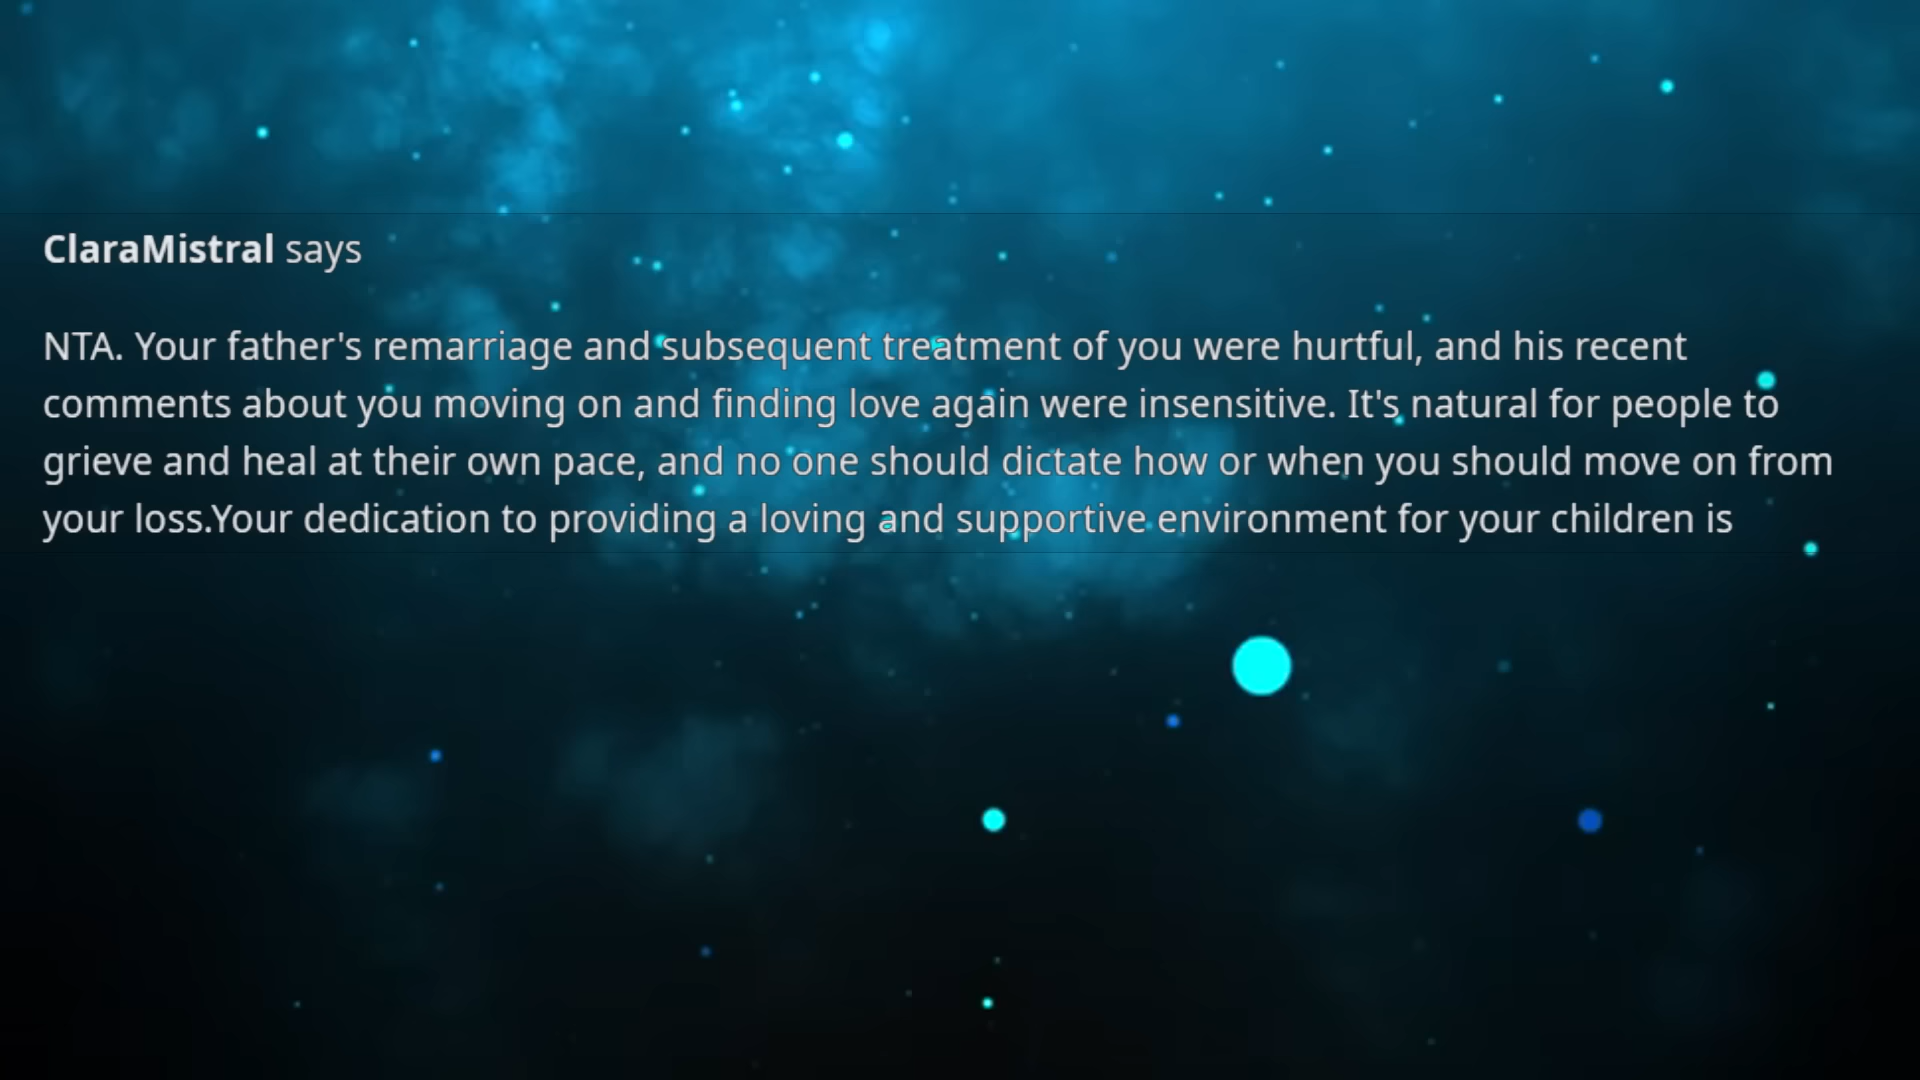 ClaraMistral says
NTA. Your father's remarriage and subsequent treatment of you were hurtful, and his recent
comments about you moving on and finding love again were insensitive. It's natural for people to
grieve and heal at their own pace, and no one should dictate how or when you should move on from
your loss.Your dedication to providing a loving and supportive environment for your children is